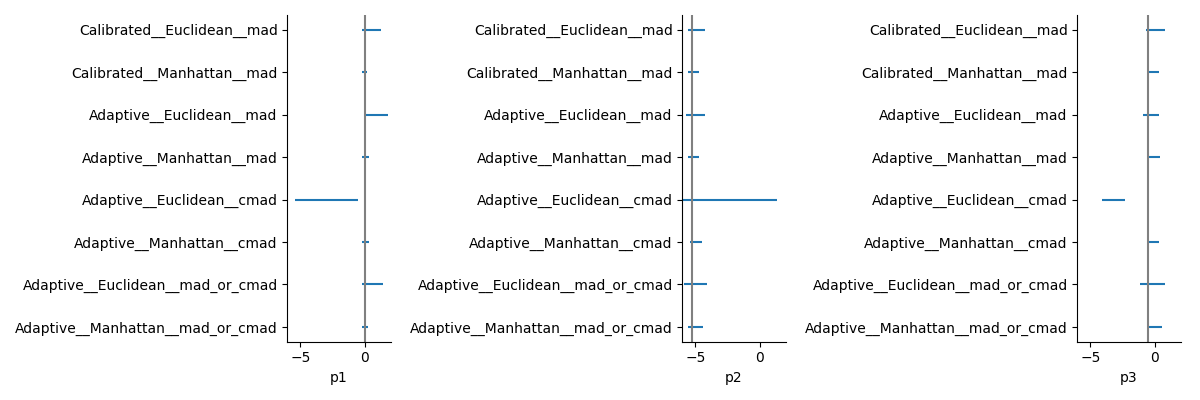 Calibrated__Euclidean__mad
Calibrated__Manhattan__mad
Adaptive__Euclidean__mad
Adaptive__Manhattan__mad
Adaptive__Euclidean__cmad
Adaptive__Manhattan__cmad
Adaptive__Euclidean__mad_or_cmad
Adaptive__Manhattan__mad_or_cmad
−5 0
p1
Calibrated__Euclidean__mad
Calibrated__Manhattan__mad
Adaptive__Euclidean__mad
Adaptive__Manhattan__mad
Adaptive__Euclidean__cmad
Adaptive__Manhattan__cmad
Adaptive__Euclidean__mad_or_cmad
Adaptive__Manhattan__mad_or_cmad
−5 0
p2
Calibrated__Euclidean__mad
Calibrated__Manhattan__mad
Adaptive__Euclidean__mad
Adaptive__Manhattan__mad
Adaptive__Euclidean__cmad
Adaptive__Manhattan__cmad
Adaptive__Euclidean__mad_or_cmad
Adaptive__Manhattan__mad_or_cmad
−5 0
p3